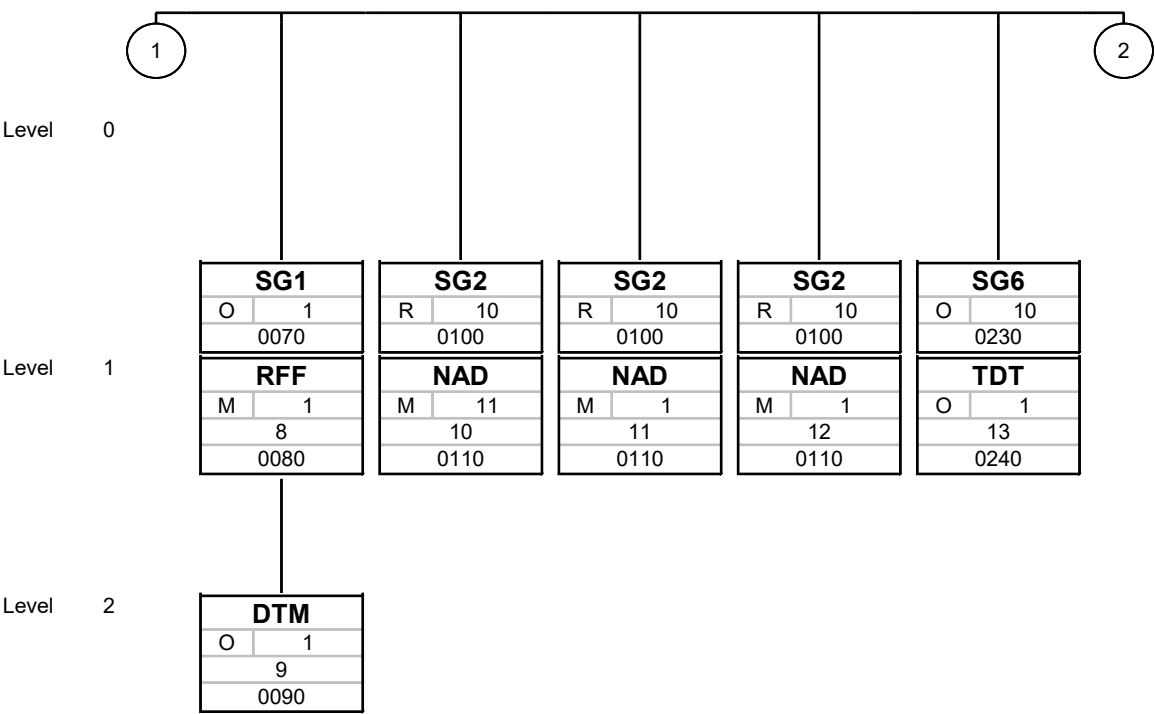 1 2
Level 0
SG1 SG2 SG2 SG2 SG6
O 1 R 10 R 10 R 10 O 10
0070 0100 0100 0100 0230
Level 1
RFF NAD NAD NAD TDT
M 1 M 11 M 1 M 1 O 1
8 10 11 12 13
0080 0110 0110 0110 0240
Level 2
DTM
O 1
9
0090